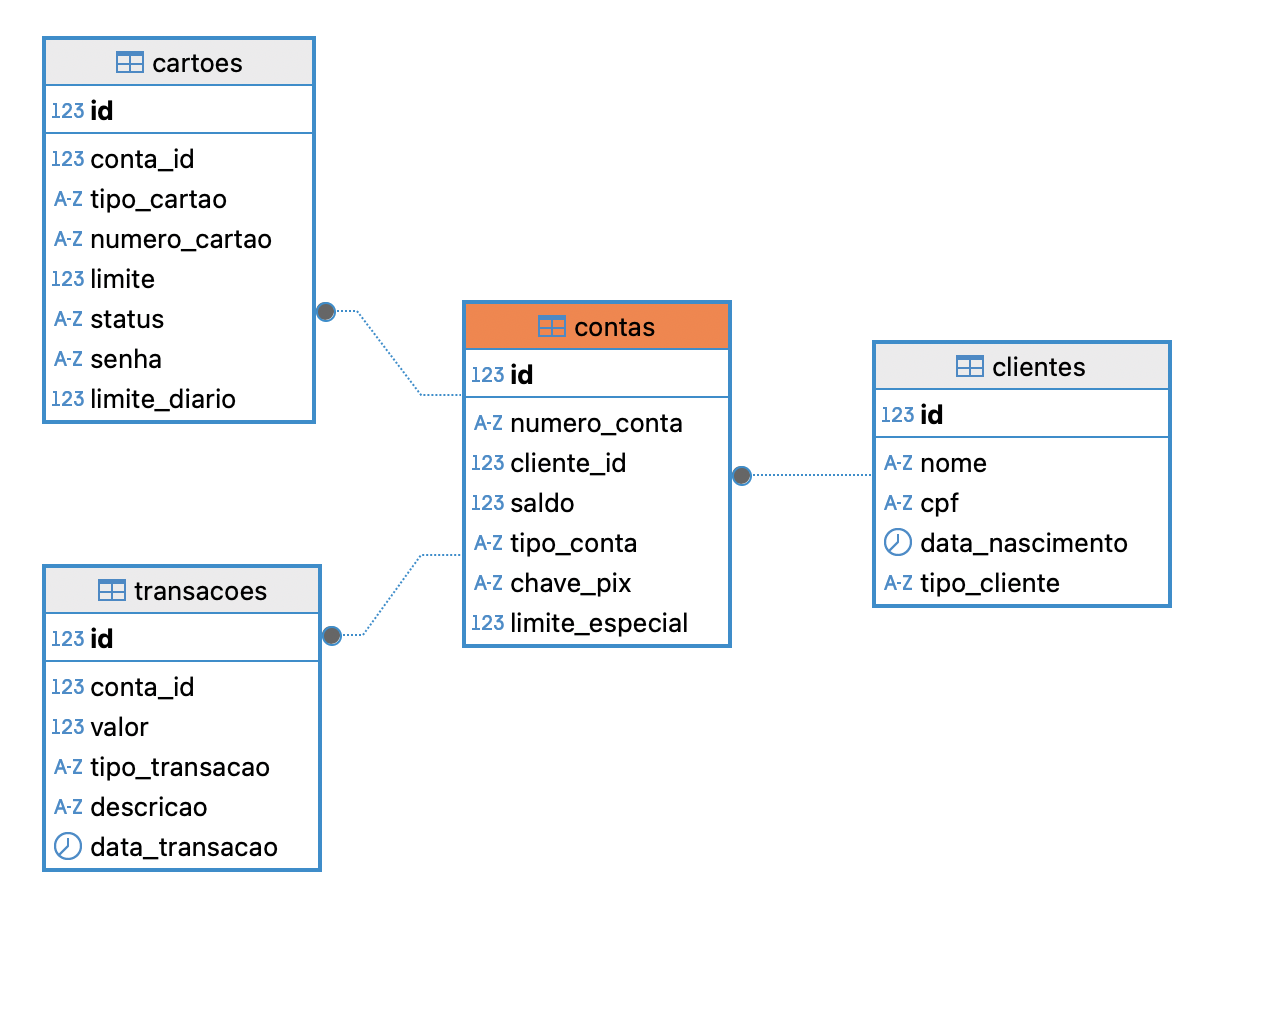 cartoes
123 id
123 conta_id
A-Z tipo_cartao
A-Z numero_cartao
123 limite
A-Z status
A-Z senha
123 limite_diario
contas
123 id
A-Z numero_conta
123 cliente_id
123 saldo
A-Z tipo_conta
A-Z chave_pix
123 limite_especial
clientes
123 id
A-Z nome
A-Z cpf
data_nascimento
A-Z tipo_cliente
transacoes
123 id
123 conta_id
123 valor
A-Z tipo_transacao
A-Z descricao
data_transacao